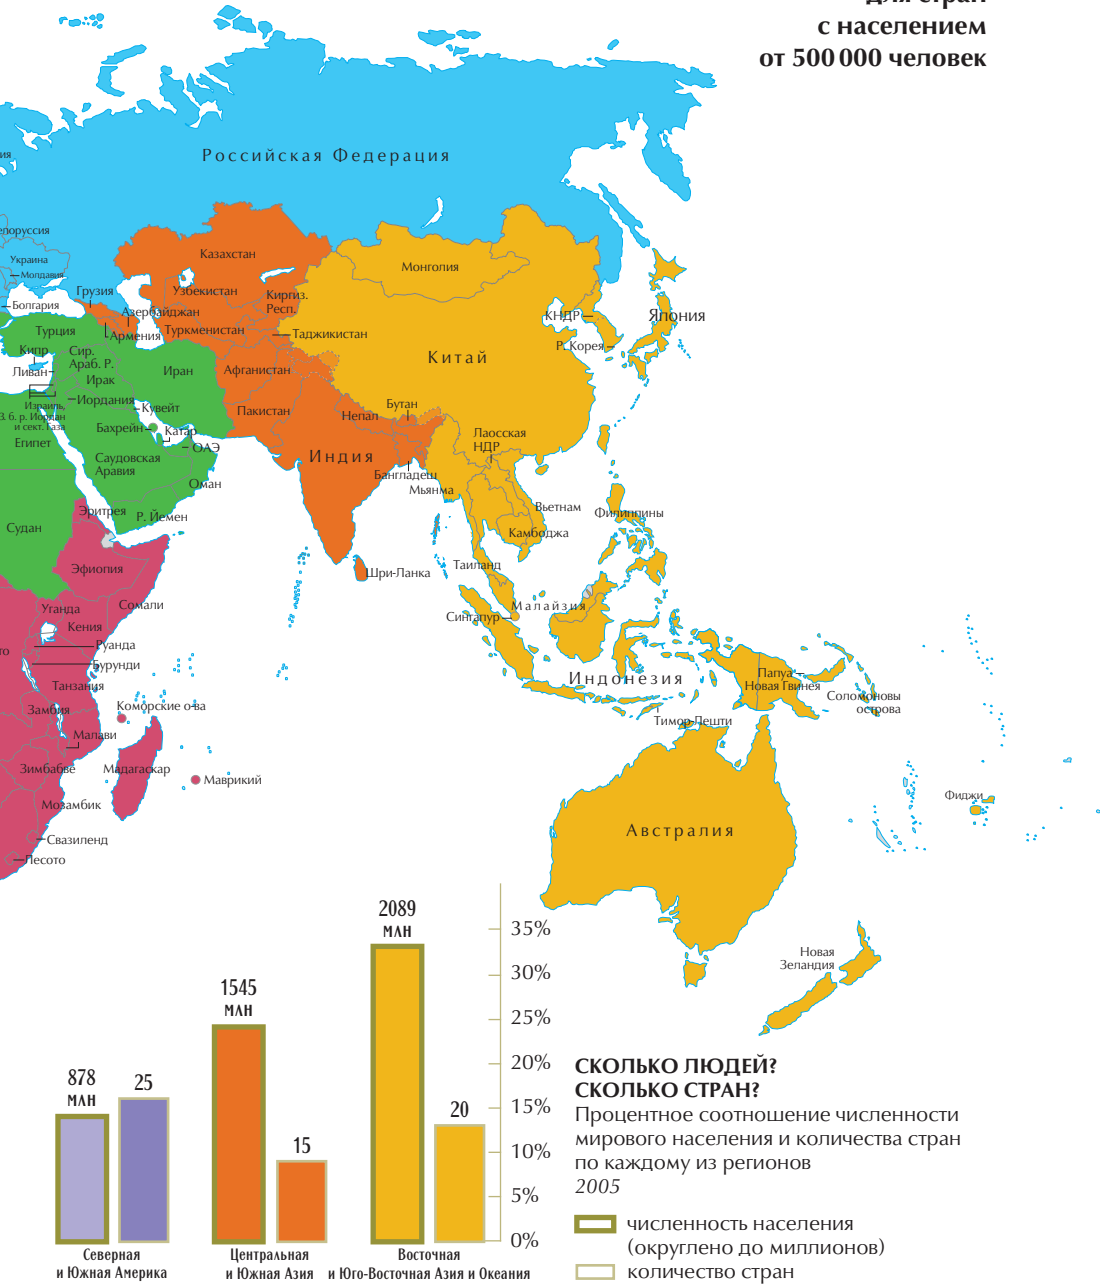 для стран
с населением
от 500 000 человек
Российская Федерация
Украина
Молдавия
Болгария
Грузия
Казахстан
Узбекистан
Азербайджан
Киргиз.
Респ.
Монголия
Турция
Армения
Туркменистан
Таджикистан
КНДР
Япония
Р. Корея
Кипр
Сир.
Араб. Р.
Ливан
Ирак
Иран
Афганистан
Китай
Иордания
Кувейт
Израиль,
З. б. р. Иордан
и сект. Газа
Пакистан
Непал
Бутан
Египет
Бахрейн
Катар
ОАЭ
Лаосская
НДР
Саудовская
Аравия
Индия
Бангладеш
Мьянма
Оман
Эритрея
Р. Йемен
Вьетнам
Филиппины
Судан
Камбоджа
Эфиопия
Таиланд
Шри-Ланка
Уганда
Сомали
Малайзия
Сингапур
Кения
Руанда
Бурунди
Танзания
Индонезия
Папуа
Новая Гвинея
Соломоновы
острова
Замбия
Коморские о-ва
Тимор-Лешти
Малави
Зимбабве
Мадагаскар
Маврикий
Мозамбик
Фиджи
Свазиленд
Австралия
Лесото
Новая
Зеландия
2089
МЛН
1545
МЛН
878
МЛН
25
20
15
35%
30%
25%
20%
15%
10%
5%
0%
Северная
и Южная Америка
Центральная
и Южная Азия
Восточная
и Юго-Восточная Азия и Океания
СКОЛЬКО ЛЮДЕЙ?
СКОЛЬКО СТРАН?
Процентное соотношение численности
мирового населения и количества стран
по каждому из регионов
2005
численность населения
(округлено до миллионов)
количество стран